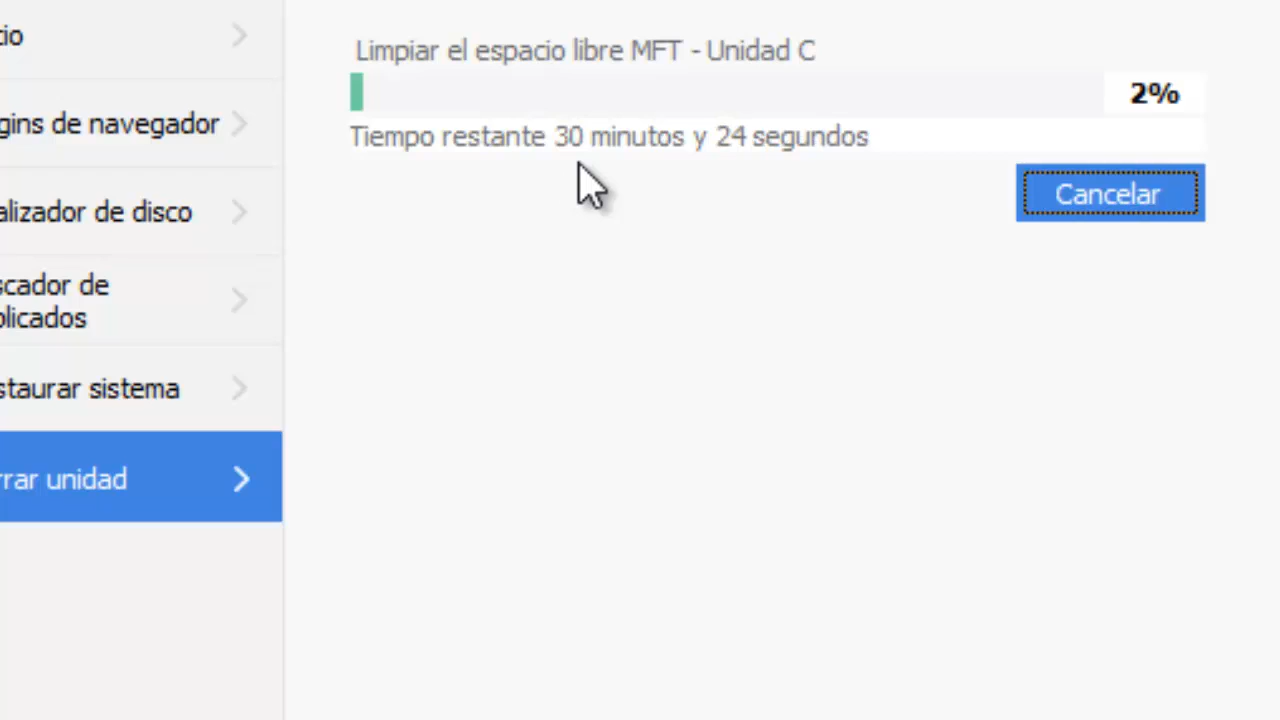 cio
gins de navegador
alizador de disco
scador de
plicados
staurar sistema
rrar unidad
Limpiar el espacio libre MFT - Unidad C
2%
Tiempo restante 30 minutos y 24 segundos
Cancelar